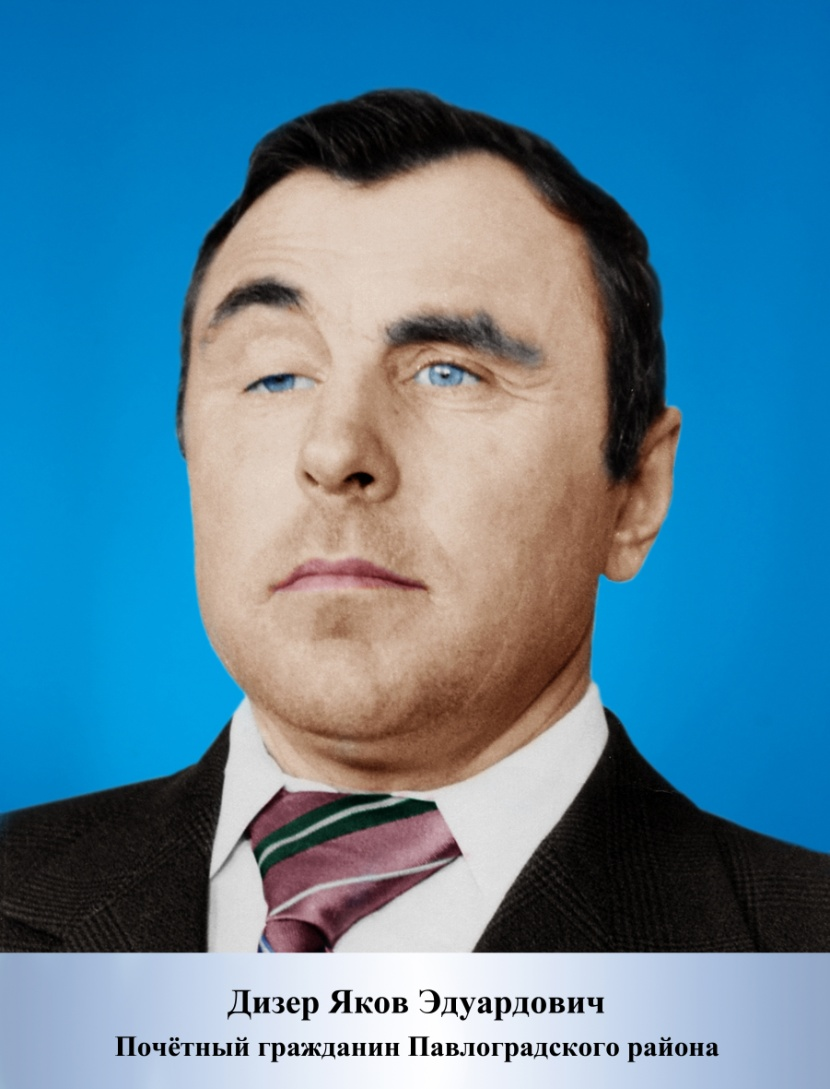 Дизер Яков Эдуардович
Почётный гражданин Павлоградского района